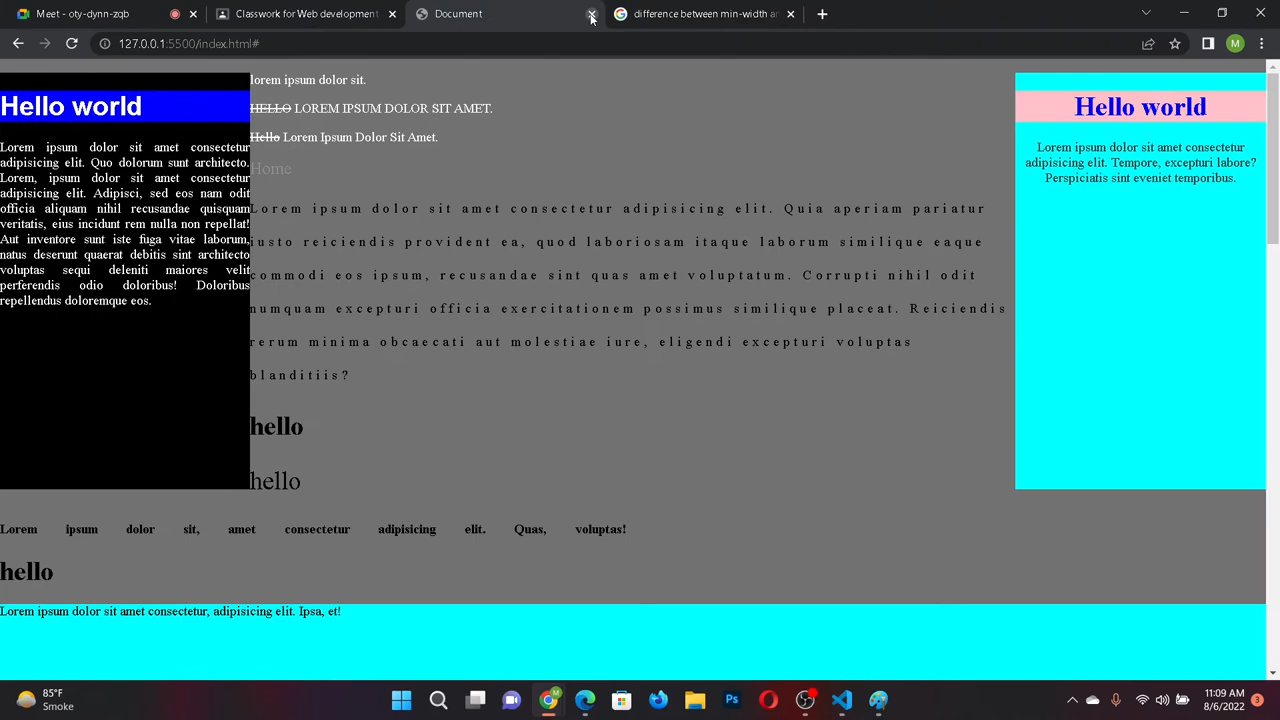 Meet - oty-dynn-zqb
Classwork for Web development
Document
difference between min-width an
127.0.0.1:5500/index.html#
M
Hello world
Lorem ipsum dolor sit amet consectetur
adipisicing elit. Quo dolorum sunt architecto.
Lorem, ipsum dolor sit amet consectetur
adipisicing elit. Adipisci, sed eos nam odit
officia aliquam nihil recusandae quisquam
veritatis, eius incidunt rem nulla non repellat!
Aut inventore sunt iste fuga vitae laborum,
natus deserunt quaerat debitis sint architecto
voluptas sequi deleniti maiores velit
perferendis odio doloribus! Doloribus
repellendus doloremque eos.
lorem ipsum dolor sit.
HELLO LOREM IPSUM DOLOR SIT AMET.
Hello Lorem Ipsum Dolor Sit Amet.
Home
Lorem ipsum dolor sit amet consectetur adipisicing elit. Quia aperiam pariatur
iusto reiciendis provident ea, quod laboriosam itaque laborum similique eaque
commodi eos ipsum, recusandae sint quas amet voluptatum. Corrupti nihil odit
numquam excepturi officia exercitationem possimus similique placeat. Reiciendis
rerum minima obcaecati aut molestiae iure, eligendi excepturi voluptas
blanditiis?
hello
hello
Hello world
Lorem ipsum dolor sit amet consectetur
adipisicing elit. Tempore, excepturi labore?
Perspiciatis sint eveniet temporibus.
Lorem ipsum dolor sit, amet consectetur adipisicing elit. Quas, voluptas!
hello
Lorem ipsum dolor sit amet consectetur, adipisicing elit. Ipsa, et!
85°F
Smoke
M
Ps
11:09 AM
8/6/2022
3